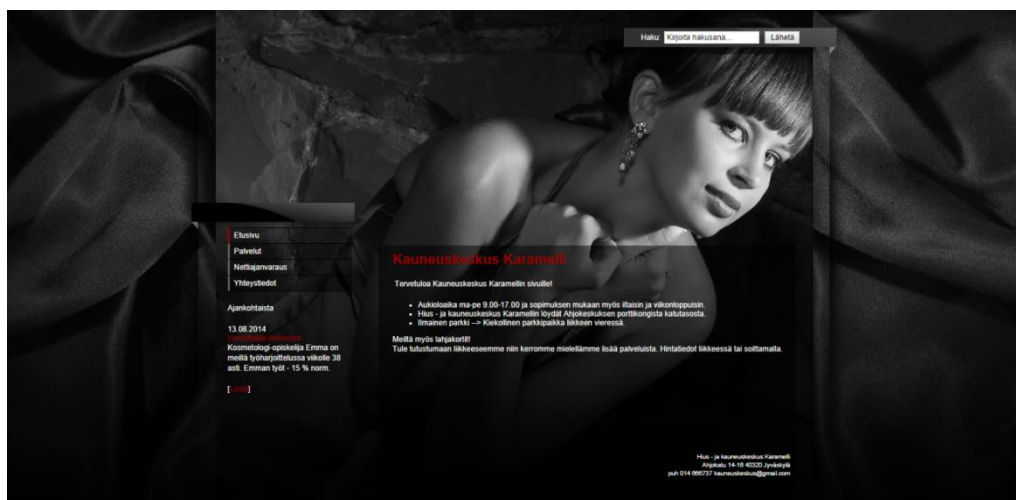 Haku: Kirjoita hakusana... Lähetä
Etusivu
Palvelut
Nettiajanvaraus
Yhteystiedot
Ajankohtaista
13.08.2014
Kosmetologi-opiskelija Emma on
meillä työharjoittelussa viikolle 38
asti. Emman työt - 15 % norm.
[Lisää]
Kauneuskeskus Karamelli
Tervetuloa Kauneuskeskus Karamellin sivuille!
Aukioloaika ma-pe 9.00-17.00 ja sopimuksen mukaan myös iltaisin ja viikonloppuisin.
Hius - ja kauneuskeskus Karamellin löydät Ahjokeskuksen porttikongista katutasosta.
Ilmainen parkki --> Kiekollinen parkkipaikka liikkeen vieressä.
Meiltä myös lahjakortit!
Tule tutustumaan liikkeeseemme niin kerromme mielellämme lisää palveluista. Hintatiedot liikkeessä tai soittamalla.
Hius - ja kauneuskeskus Karamelli
Ahjokatu 14-16 40320 Jyväskylä
puh 014 666737 kauneuskeskus@gmail.com